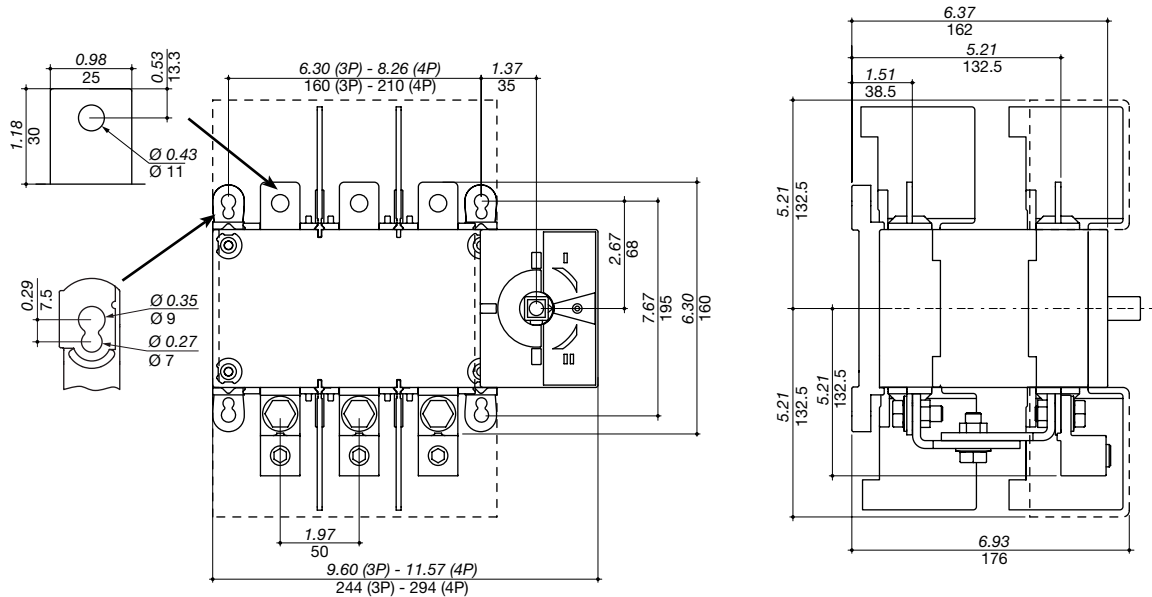 0.98
25
0.53
13.3
1.18
30
Ø 0.43
Ø 11
6.30 (3P) - 8.26 (4P)
160 (3P) - 210 (4P)
1.37
35
0.29
7.5
Ø 0.35
Ø 9
Ø 0.27
Ø 7
I
II
2.67
68
7.67
195
6.30
160
1.97
50
9.60 (3P) - 11.57 (4P)
244 (3P) - 294 (4P)
6.37
162
5.21
132.5
1.51
38.5
5.21
132.5
5.21
132.5
5.21
132.5
6.93
176